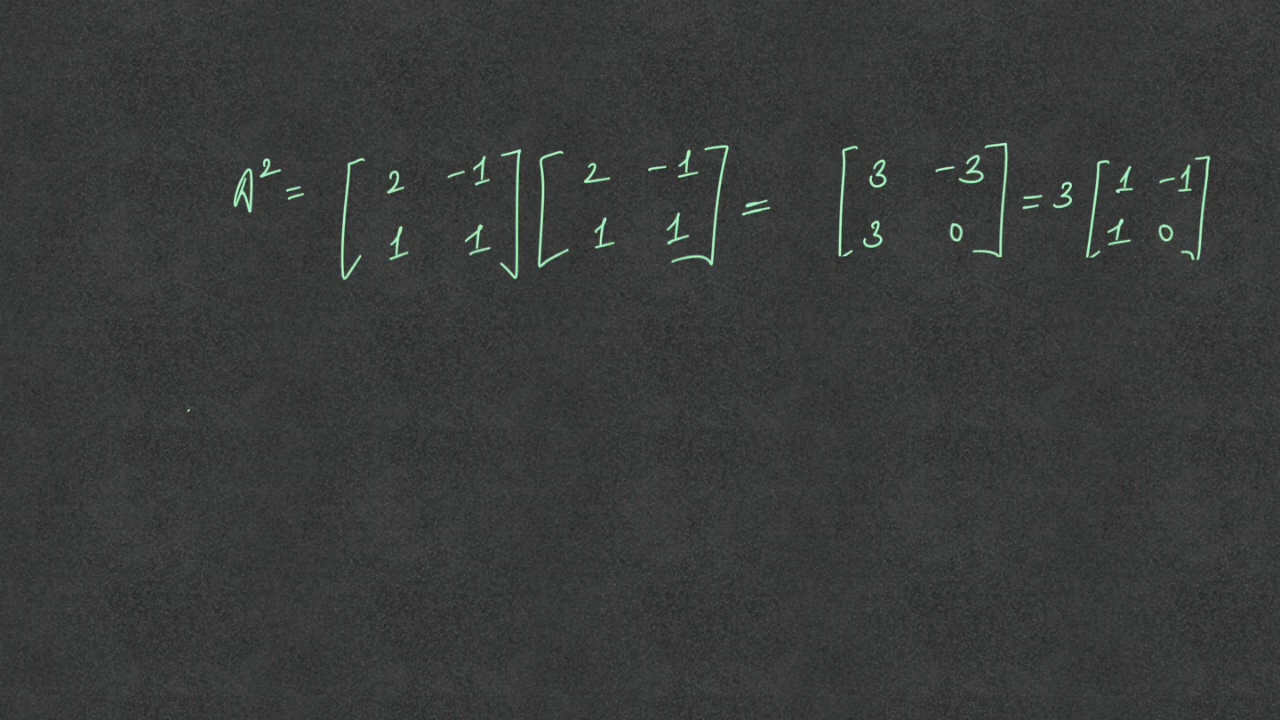 A² = [2 -1; 1 1] [2 -1; 1 1] = [3 -3; 3 0] = 3 [1 -1; 1 0]